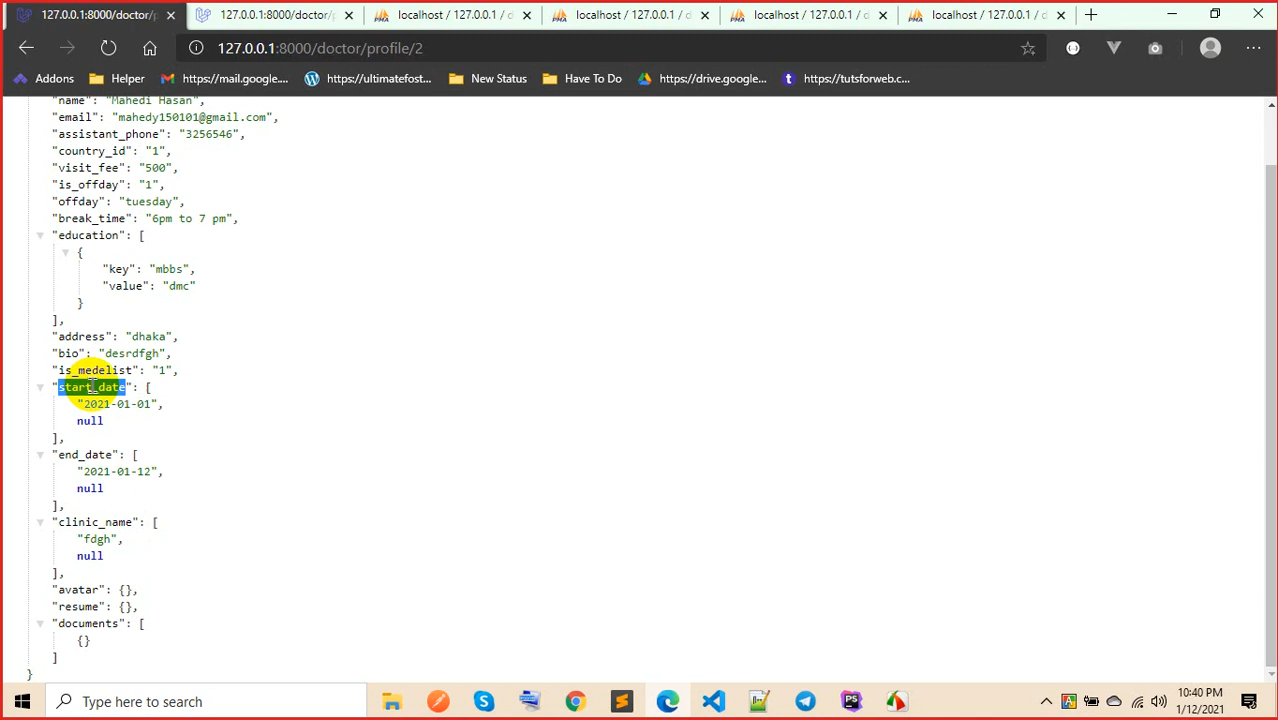 127.0.0.1:8000/doctor/p
127.0.0.1:8000/doctor/
localhost / 127.0.0.1 / d
localhost / 127.0.0.1 / d
localhost / 127.0.0.1 / d
localhost / 127.0.0.1 / d
127.0.0.1:8000/doctor/profile/2
Addons
Helper
https://mail.google....
https://ultimatefost...
New Status
Have To Do
https://drive.google...
https://tutsforweb.c...
"name": "Mahedi Hasan",
"email": "mahedy150101@gmail.com",
"assistant_phone": "3256546",
"country_id": "1",
"visit_fee": "500",
"is_offday": "1",
"offday": "tuesday",
"break_time": "6pm to 7 pm",
"education": [
{
"key": "mbbs",
"value": "dmc"
}
],
"address": "dhaka",
"bio": "desrdfgh",
"is_medelist": "1",
"start_date": [
"2021-01-01",
null
],
"end_date": [
"2021-01-12",
null
],
"clinic_name": [
"fdgh",
null
],
"avatar": {},
"resume": {},
"documents": [
{}
]
}
Type here to search
10:40 PM
1/12/2021